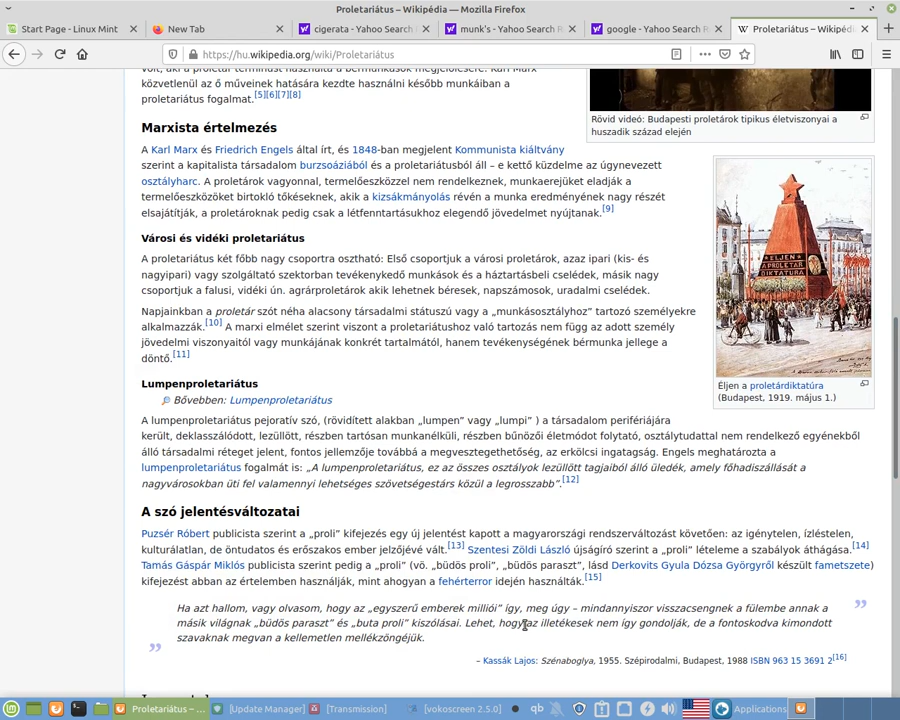 Proletariátus – Wikipédia — Mozilla Firefox
Start Page - Linux Mint
New Tab
cigerata - Yahoo Search
munk's - Yahoo Search R
google - Yahoo Search R
Proletariátus – Wikipédi
https://hu.wikipedia.org/wiki/Proletariátus
közvetlenül az ő műveinek hatására kezdte használni később munkáiban a
proletariátus fogalmat.[5][6][7][8]
Rövid videó: Budapesti proletárok tipikus életviszonyai a
huszadik század elején
Marxista értelmezés
A Karl Marx és Friedrich Engels által írt, és 1848-ban megjelent Kommunista kiáltvány
szerint a kapitalista társadalom burzsoáziából és a proletariátusból áll – e kettő küzdelme az úgynevezett
osztályharc. A proletárok vagyonnal, termelőeszközzel nem rendelkeznek, munkaerejüket eladják a
termelőeszközöket birtokló tőkéseknek, akik a kizsákmányolás révén a munka eredményének nagy részét
elsajátítják, a proletároknak pedig csak a létfenntartásukhoz elegendő jövedelmet nyújtanak.[9]
Városi és vidéki proletariátus
A proletariátus két főbb nagy csoportra osztható: Első csoportjuk a városi proletárok, azaz ipari (kis- és
nagyipari) vagy szolgáltató szektorban tevékenykedő munkások és a háztartásbeli cselédek, másik nagy
csoportjuk a falusi, vidéki ún. agrárproletárok akik lehetnek béresek, napszámosok, uradalmi cselédek.
Napjainkban a proletár szót néha alacsony társadalmi státuszú vagy a „munkásosztályhoz” tartozó személyekre
alkalmazzák.[10] A marxi elmélet szerint viszont a proletariátushoz való tartozás nem függ az adott személy
jövedelmi viszonyaitól vagy munkájának konkrét tartalmától, hanem tevékenységének bérmunka jellege a
döntő.[11]
ÉLJEN
A PROLETÁR
DIKTATURA
Éljen a proletárdiktatúra
(Budapest, 1919. május 1.)
Lumpenproletariátus
Bővebben: Lumpenproletariátus
A lumpenproletariátus pejoratív szó, (rövidített alakban „lumpen” vagy „lumpi” ) a társadalom perifériájára
került, deklasszálódott, lezüllött, részben tartósan munkanélküli, részben bűnözői életmódot folytató, osztálytudattal nem rendelkező egyénekből
álló társadalmi réteget jelent, fontos jellemzője továbbá a megvesztegethetőség, az erkölcsi ingatagság. Engels meghatározta a
lumpenproletariátus fogalmát is: „A lumpenproletariátus, ez az összes osztályok lezüllött tagjaiból álló üledék, amely főhadiszállását a
nagyvárosokban üti fel valamennyi lehetséges szövetségestárs közül a legrosszabb”.[12]
A szó jelentésváltozatai
Puzsér Róbert publicista szerint a „proli” kifejezés egy új jelentést kapott a magyarországi rendszerváltozást követően: az igénytelen, ízléstelen,
kulturálatlan, de öntudatos és erőszakos ember jelzőjévé vált.[13] Szentesi Zöldi László újságíró szerint a „proli” lételeme a szabályok áthágása.[14]
Tamás Gáspár Miklós publicista szerint pedig a „proli” (vö. „büdös proli”, „büdös paraszt”, lásd Derkovits Gyula Dózsa Györgyről készült fametszete)
kifejezést abban az értelemben használják, mint ahogyan a fehérterror idején használták.[15]
Ha azt hallom, vagy olvasom, hogy az „egyszerű emberek milliói” így, meg úgy – mindannyiszor visszacsengnek a fülembe annak a
másik világnak „büdös paraszt” és „buta proli” kiszólásai. Lehet, hogy az illetékesek nem így gondolják, de a fontoskodva kimondott
szavaknak megvan a kellemetlen mellékzöngéjük.
– Kassák Lajos: Szénaboglya, 1955. Szépirodalmi, Budapest, 1988 ISBN 963 15 3691 2[16]
Proletariátus – ...
[Update Manager]
[Transmission]
[vokoscreen 2.5.0]
qb
Applications